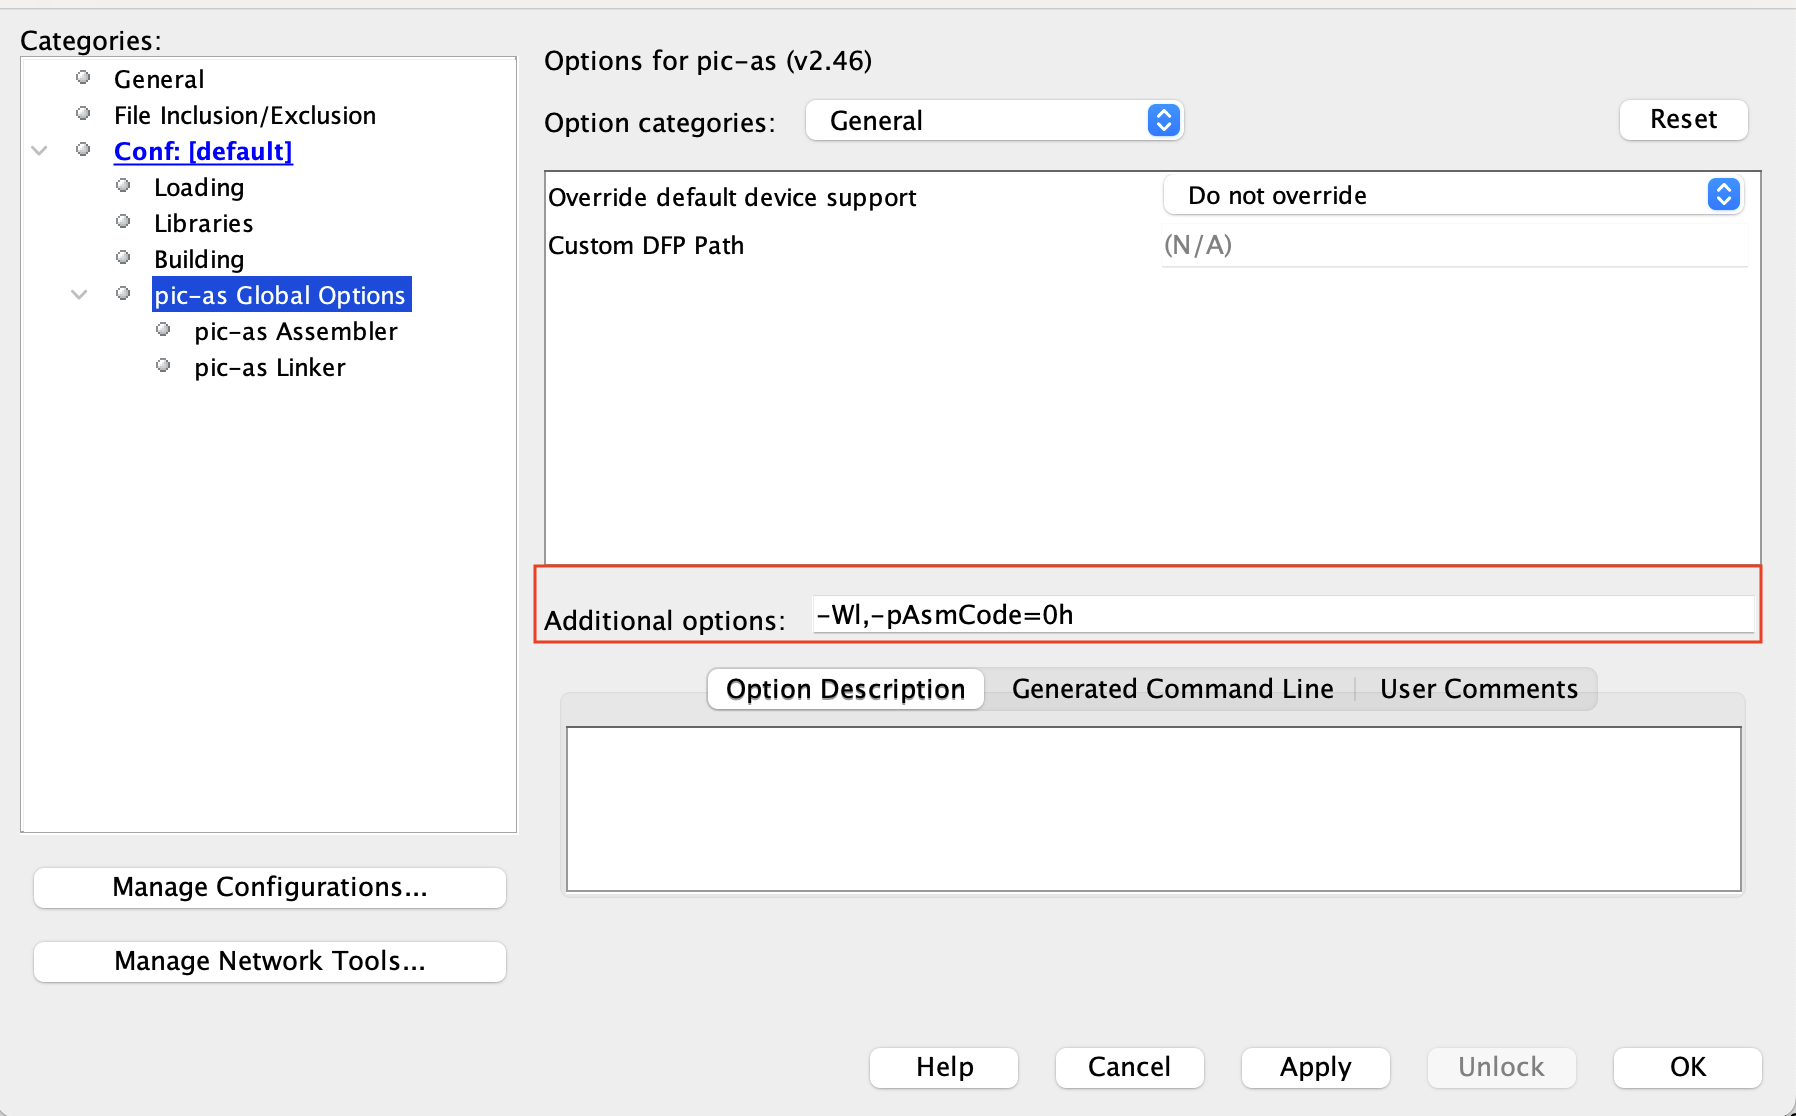 Categories:
General
File Inclusion/Exclusion
Conf: [default]
Loading
Libraries
Building
pic-as Global Options
pic-as Assembler
pic-as Linker
Manage Configurations...
Manage Network Tools...
Options for pic-as (v2.46)
Option categories: General Reset
Override default device support Do not override
Custom DFP Path (N/A)
Additional options: -Wl,-pAsmCode=0h
Option Description Generated Command Line User Comments
Help Cancel Apply Unlock OK